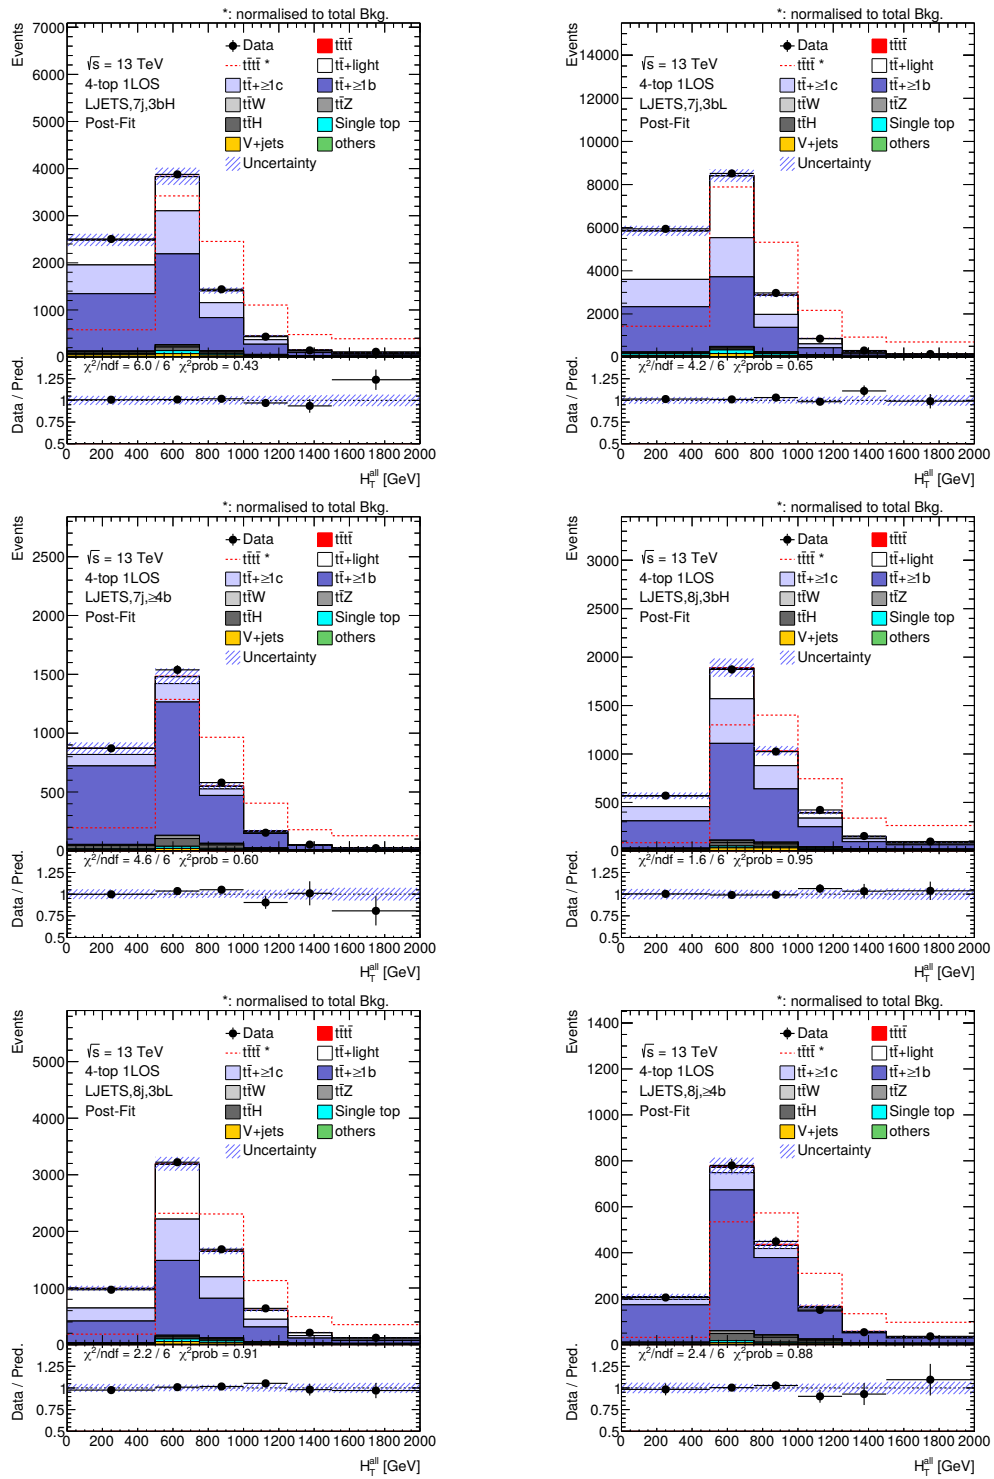 *: normalised to total Bkg.
Events
7000
6000
5000
4000
3000
2000
1000
0
√s = 13 TeV
4-top 1LOS
LJETS,7j,3bH
Post-Fit
Data
tt̄tt̄
tt̄tt̄ *
tt̄+light
tt̄+≥1c
tt̄+≥1b
tt̄W
tt̄Z
tt̄H
Single top
V+jets
others
Uncertainty
χ²/ndf = 6.0 / 6 χ²prob = 0.43
Data / Pred.
1.25
1
0.75
0.5
0 200 400 600 800 1000 1200 1400 1600 1800 2000
H_T^all [GeV]
*: normalised to total Bkg.
Events
14000
12000
10000
8000
6000
4000
2000
0
√s = 13 TeV
4-top 1LOS
LJETS,7j,3bL
Post-Fit
Data
tt̄tt̄
tt̄tt̄ *
tt̄+light
tt̄+≥1c
tt̄+≥1b
tt̄W
tt̄Z
tt̄H
Single top
V+jets
others
Uncertainty
χ²/ndf = 4.2 / 6 χ²prob = 0.65
Data / Pred.
1.25
1
0.75
0.5
0 200 400 600 800 1000 1200 1400 1600 1800 2000
H_T^all [GeV]
*: normalised to total Bkg.
Events
2500
2000
1500
1000
500
0
√s = 13 TeV
4-top 1LOS
LJETS,7j,≥4b
Post-Fit
Data
tt̄tt̄
tt̄tt̄ *
tt̄+light
tt̄+≥1c
tt̄+≥1b
tt̄W
tt̄Z
tt̄H
Single top
V+jets
others
Uncertainty
χ²/ndf = 4.6 / 6 χ²prob = 0.60
Data / Pred.
1.25
1
0.75
0.5
0 200 400 600 800 1000 1200 1400 1600 1800 2000
H_T^all [GeV]
*: normalised to total Bkg.
Events
3000
2500
2000
1500
1000
500
0
√s = 13 TeV
4-top 1LOS
LJETS,8j,3bH
Post-Fit
Data
tt̄tt̄
tt̄tt̄ *
tt̄+light
tt̄+≥1c
tt̄+≥1b
tt̄W
tt̄Z
tt̄H
Single top
V+jets
others
Uncertainty
χ²/ndf = 1.6 / 6 χ²prob = 0.95
Data / Pred.
1.25
1
0.75
0.5
0 200 400 600 800 1000 1200 1400 1600 1800 2000
H_T^all [GeV]
*: normalised to total Bkg.
Events
5000
4000
3000
2000
1000
0
√s = 13 TeV
4-top 1LOS
LJETS,8j,3bL
Post-Fit
Data
tt̄tt̄
tt̄tt̄ *
tt̄+light
tt̄+≥1c
tt̄+≥1b
tt̄W
tt̄Z
tt̄H
Single top
V+jets
others
Uncertainty
χ²/ndf = 2.2 / 6 χ²prob = 0.91
Data / Pred.
1.25
1
0.75
0.5
0 200 400 600 800 1000 1200 1400 1600 1800 2000
H_T^all [GeV]
*: normalised to total Bkg.
Events
1400
1200
1000
800
600
400
200
0
√s = 13 TeV
4-top 1LOS
LJETS,8j,≥4b
Post-Fit
Data
tt̄tt̄
tt̄tt̄ *
tt̄+light
tt̄+≥1c
tt̄+≥1b
tt̄W
tt̄Z
tt̄H
Single top
V+jets
others
Uncertainty
χ²/ndf = 2.4 / 6 χ²prob = 0.88
Data / Pred.
1.25
1
0.75
0.5
0 200 400 600 800 1000 1200 1400 1600 1800 2000
H_T^all [GeV]